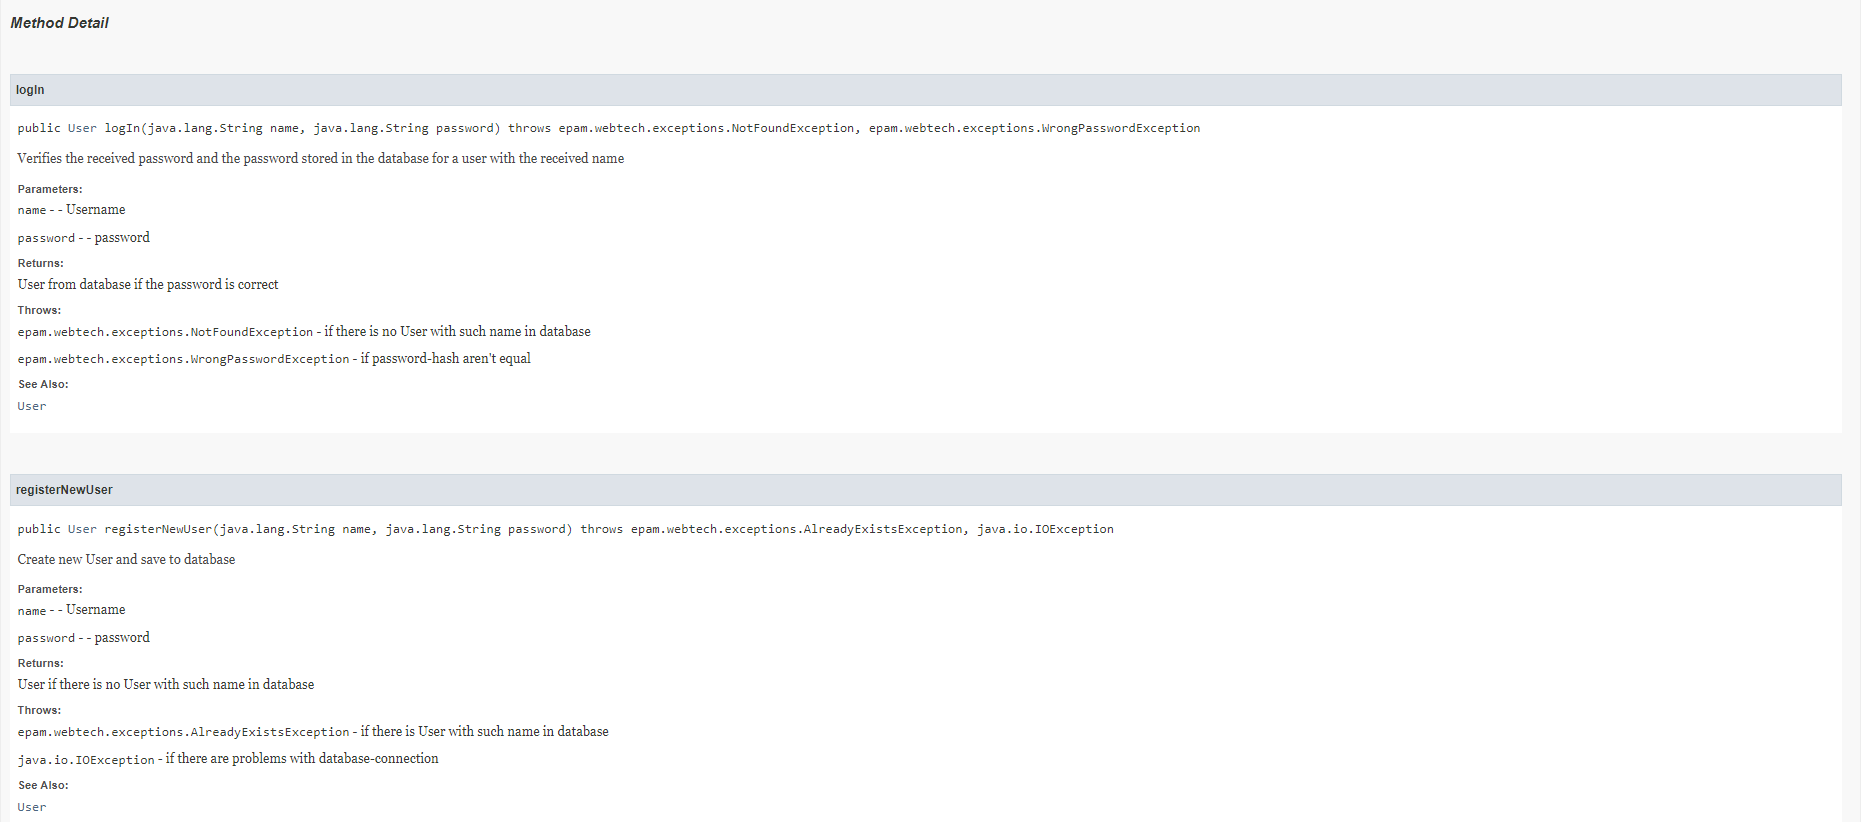 Method Detail
logIn
public User logIn(java.lang.String name, java.lang.String password) throws epam.webtech.exceptions.NotFoundException, epam.webtech.exceptions.WrongPasswordException
Verifies the received password and the password stored in the database for a user with the received name
Parameters:
name - - Username
password - - password
Returns:
User from database if the password is correct
Throws:
epam.webtech.exceptions.NotFoundException - if there is no User with such name in database
epam.webtech.exceptions.WrongPasswordException - if password-hash aren't equal
See Also:
User
registerNewUser
public User registerNewUser(java.lang.String name, java.lang.String password) throws epam.webtech.exceptions.AlreadyExistsException, java.io.IOException
Create new User and save to database
Parameters:
name - - Username
password - - password
Returns:
User if there is no User with such name in database
Throws:
epam.webtech.exceptions.AlreadyExistsException - if there is User with such name in database
java.io.IOException - if there are problems with database-connection
See Also:
User